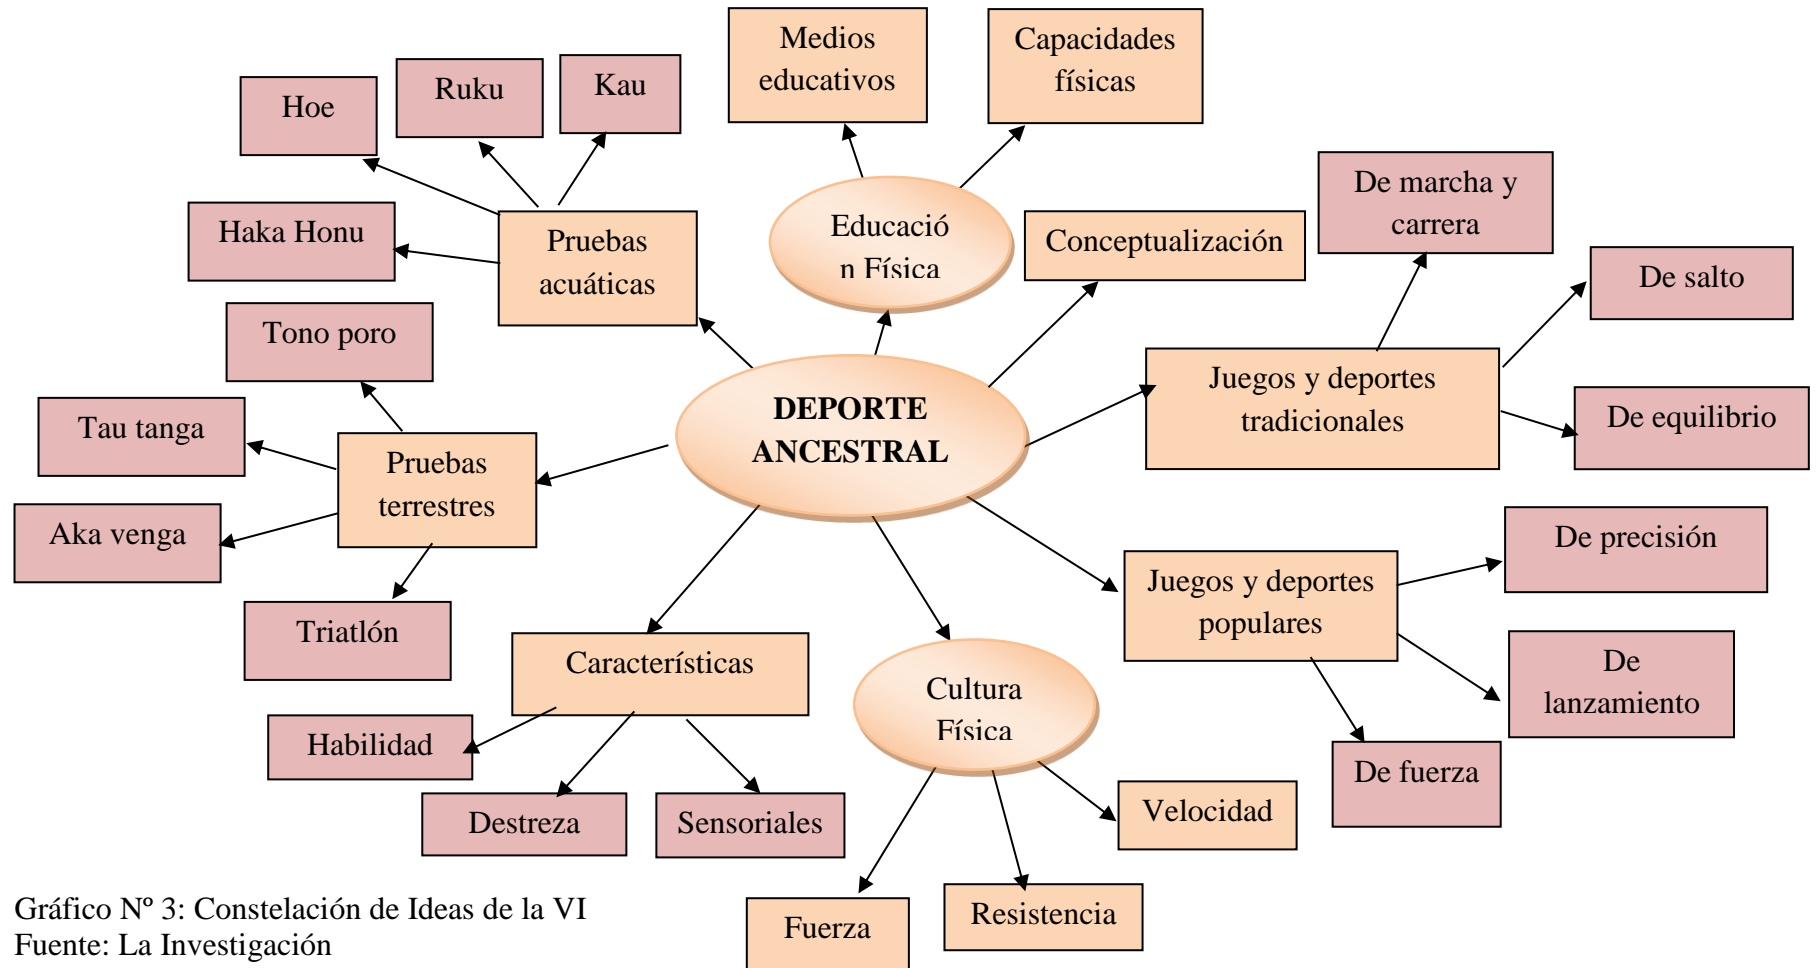 Medios
educativos
Capacidades
físicas
Hoe
Ruku
Kau
De marcha y
carrera
Haka Honu
Pruebas
acuáticas
Educació
n Física
Conceptualización
De salto
Tono poro
Juegos y deportes
tradicionales
DEPORTE
ANCESTRAL
De equilibrio
Tau tanga
Pruebas
terrestres
Aka venga
De precisión
Juegos y deportes
populares
Triatlón
Características
Cultura
Física
De
lanzamiento
Habilidad
De fuerza
Destreza
Sensoriales
Velocidad
Fuerza
Resistencia
Gráfico Nº 3: Constelación de Ideas de la VI
Fuente: La Investigación